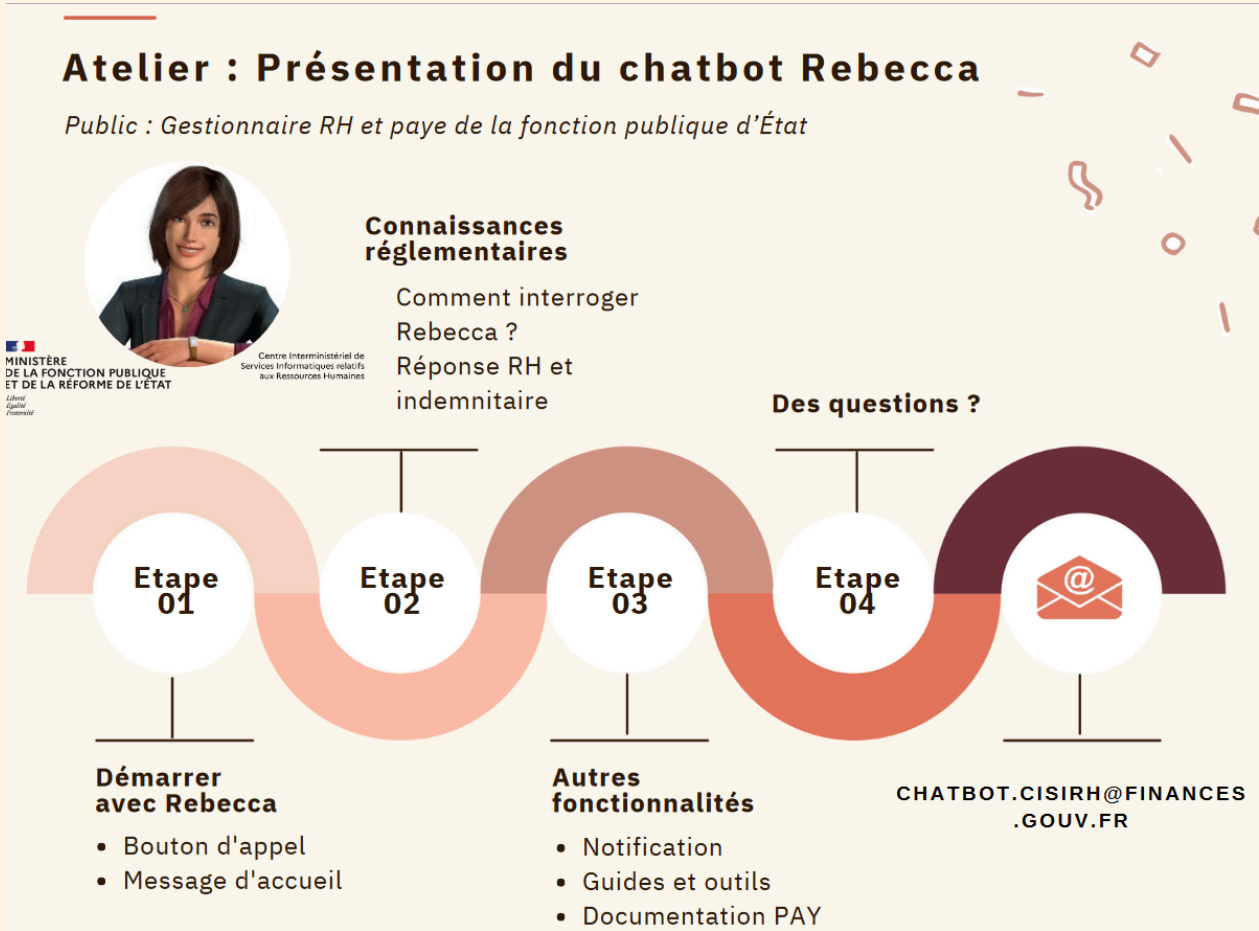 Atelier : Présentation du chatbot Rebecca
Public : Gestionnaire RH et paye de la fonction publique d'État
MINISTÈRE
DE LA FONCTION PUBLIQUE
ET DE LA RÉFORME DE L'ÉTAT
Liberté
Égalité
Fraternité
Centre Interministériel de
Services Informatiques relatifs
aux Ressources Humaines
Connaissances
réglementaires
Comment interroger
Rebecca ?
Réponse RH et
indemnitaire
Des questions ?
Etape
01
Etape
02
Etape
03
Etape
04
@
Démarrer
avec Rebecca
• Bouton d'appel
• Message d'accueil
Autres
fonctionnalités
• Notification
• Guides et outils
• Documentation PAY
CHATBOT.CISIRH@FINANCES
.GOUV.FR